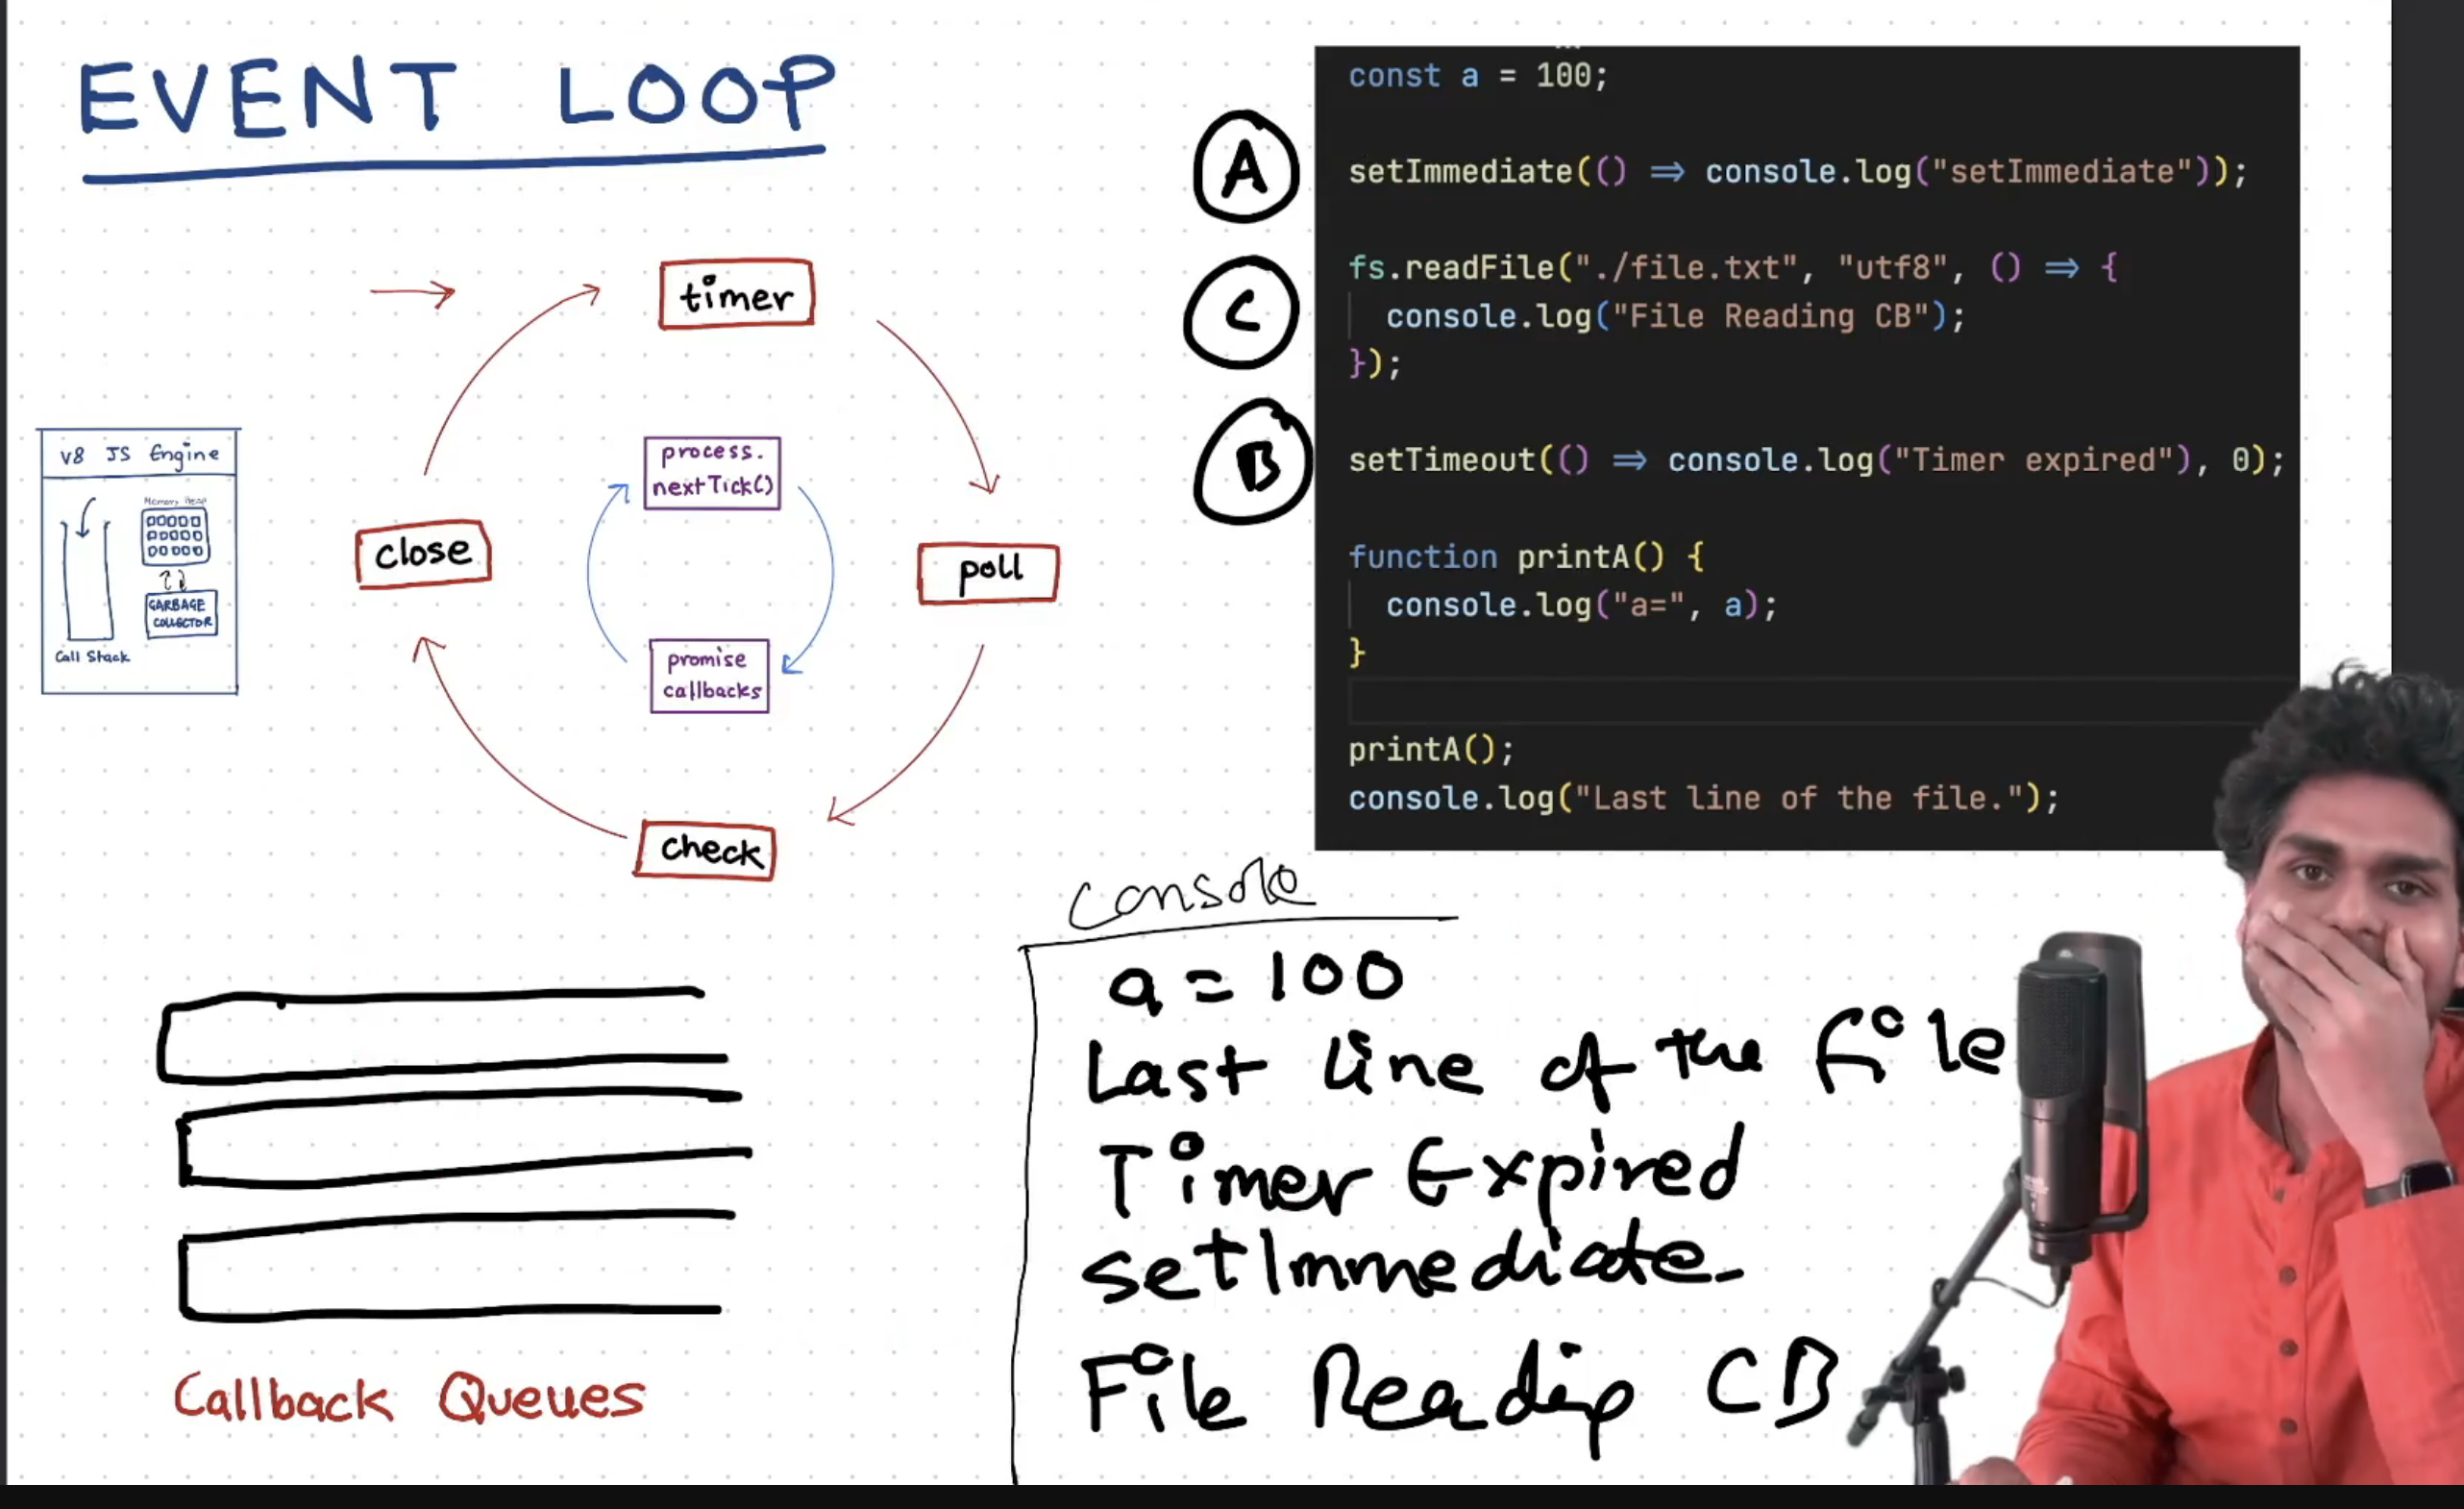 EVENT LOOP
timer
process.
nextTick()
poll
promise
callbacks
check
close
V8 JS Engine
Memory Heap
GARBAGE
COLLECTOR
Call Stack
Callback Queues
A
C
B
const a = 100;
setImmediate(() ⇒ console.log("setImmediate"));
fs.readFile("./file.txt", "utf8", () ⇒ {
console.log("File Reading CB");
});
setTimeout(() ⇒ console.log("Timer expired"), 0);
function printA() {
console.log("a=", a);
}
printA();
console.log("Last line of the file.");
Console
a = 100
Last line of the file
Timer Expired
setImmediate
File Reading CB